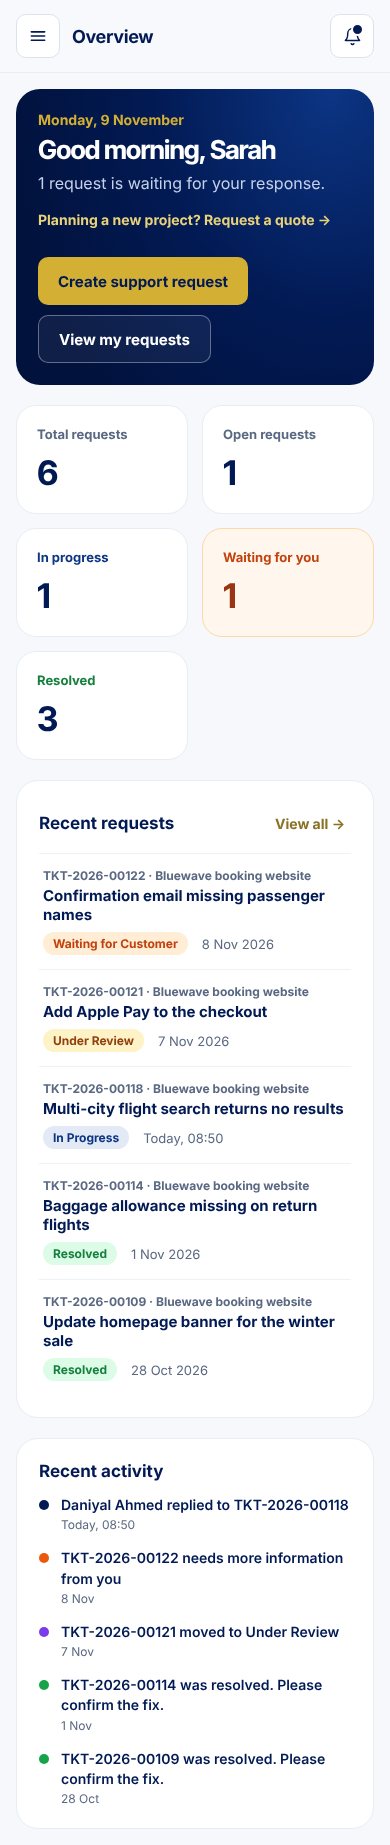 Overview
Monday, 9 November
Good morning, Sarah
1 request is waiting for your response.
Planning a new project? Request a quote →
Create support request
View my requests
Total requests
6
Open requests
1
In progress
1
Waiting for you
1
Resolved
3
Recent requests
View all →
TKT-2026-00122 · Bluewave booking website
Confirmation email missing passenger
names
Waiting for Customer
8 Nov 2026
TKT-2026-00121 · Bluewave booking website
Add Apple Pay to the checkout
Under Review
7 Nov 2026
TKT-2026-00118 · Bluewave booking website
Multi-city flight search returns no results
In Progress
Today, 08:50
TKT-2026-00114 · Bluewave booking website
Baggage allowance missing on return
flights
Resolved
1 Nov 2026
TKT-2026-00109 · Bluewave booking website
Update homepage banner for the winter
sale
Resolved
28 Oct 2026
Recent activity
Daniyal Ahmed replied to TKT-2026-00118
Today, 08:50
TKT-2026-00122 needs more information
from you
8 Nov
TKT-2026-00121 moved to Under Review
7 Nov
TKT-2026-00114 was resolved. Please
confirm the fix.
1 Nov
TKT-2026-00109 was resolved. Please
confirm the fix.
28 Oct